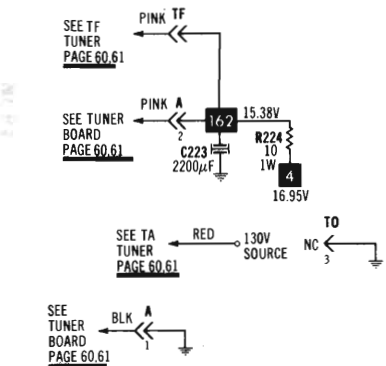 PINK TF
SEE TF
TUNER
PAGE 60,61
PINK A
SEE TUNER
BOARD
PAGE 60,61
2
162
15.38V
C223
2200µF
R224
10
1W
4
16.95V
SEE TA
TUNER
PAGE 60,61
RED
130V
SOURCE
TO
NC
3
SEE
TUNER
BOARD
PAGE 60,61
BLK A
1